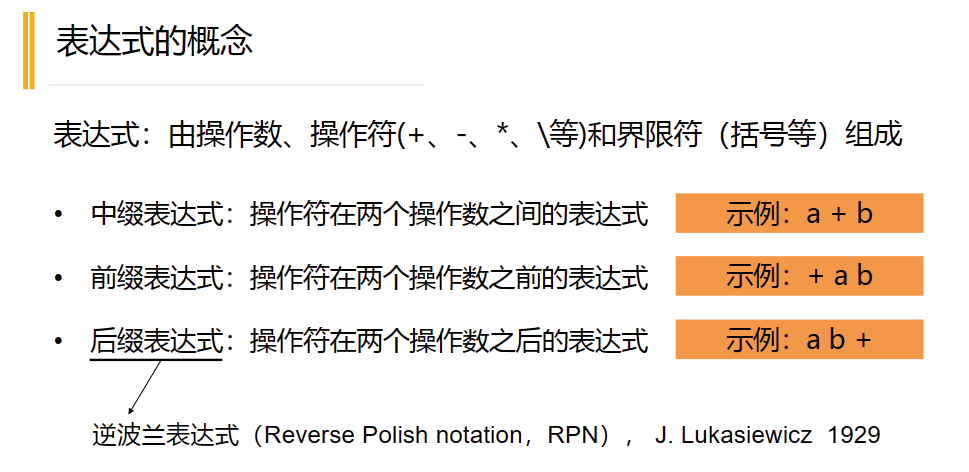 表达式的概念
表达式：由操作数、操作符(+、-、*、\等)和界限符（括号等）组成
• 中缀表达式：操作符在两个操作数之间的表达式 示例：a + b
• 前缀表达式：操作符在两个操作数之前的表达式 示例：+ a b
• 后缀表达式：操作符在两个操作数之后的表达式 示例：a b +
逆波兰表达式（Reverse Polish notation，RPN）， J. Lukasiewicz 1929